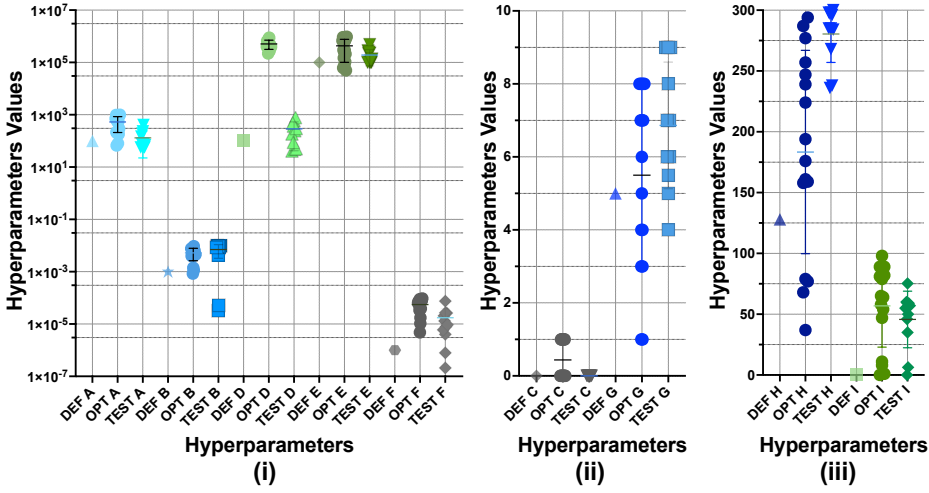 Hyperparameters Values
1×10^7
1×10^5
1×10^3
1×10^1
1×10^-1
1×10^-3
1×10^-5
1×10^-7
DEF A
OPT A
TEST A
DEF B
OPT B
TEST B
DEF D
OPT D
TEST D
DEF E
OPT E
TEST E
DEF F
OPT F
TEST F
Hyperparameters
(i)
Hyperparameters Values
10
8
6
4
2
0
DEF C
OPT C
TEST C
DEF G
OPT G
TEST G
Hyperparameters
(ii)
Hyperparameters Values
300
250
200
150
100
50
0
DEF H
OPT H
TEST H
DEF I
OPT I
TEST I
Hyperparameters
(iii)